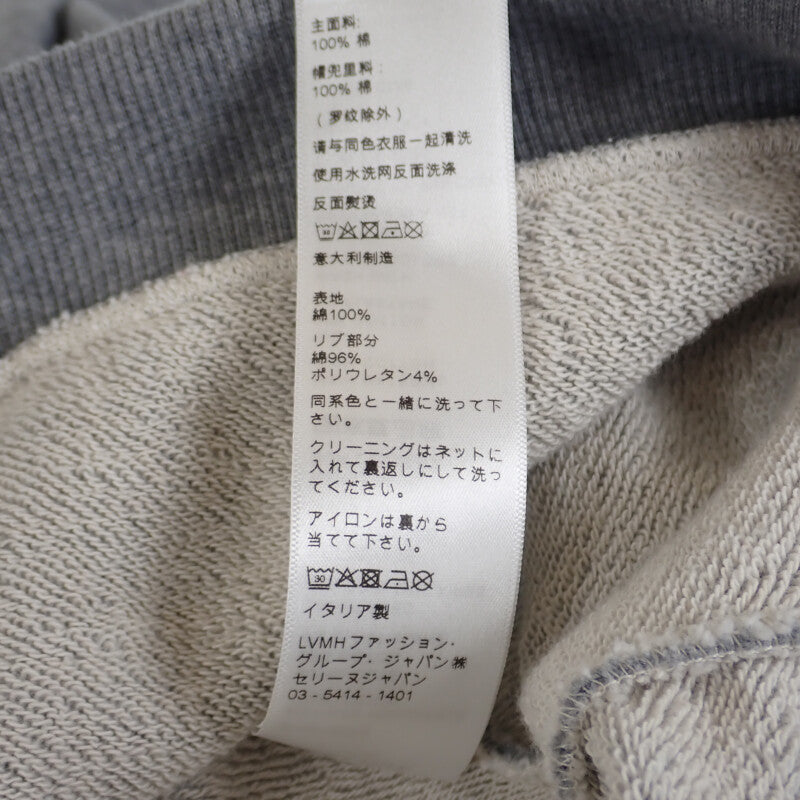 主面料:
100% 棉
帽兜里料:
100% 棉
(罗纹除外)
请与同色衣服一起清洗
使用水洗网反面洗涤
反面熨烫
意大利制造
表地
綿100%
リブ部分
綿96%
ポリウレタン4%
同系色と一緒に洗って下
さい。
クリーニングはネットに
入れて裏返しにして洗っ
てください。
アイロンは裏から
当てて下さい。
30
イタリア製
LVMHファッション・
グループ・ジャパン㈱
セリーヌジャパン
03 - 5414 - 1401